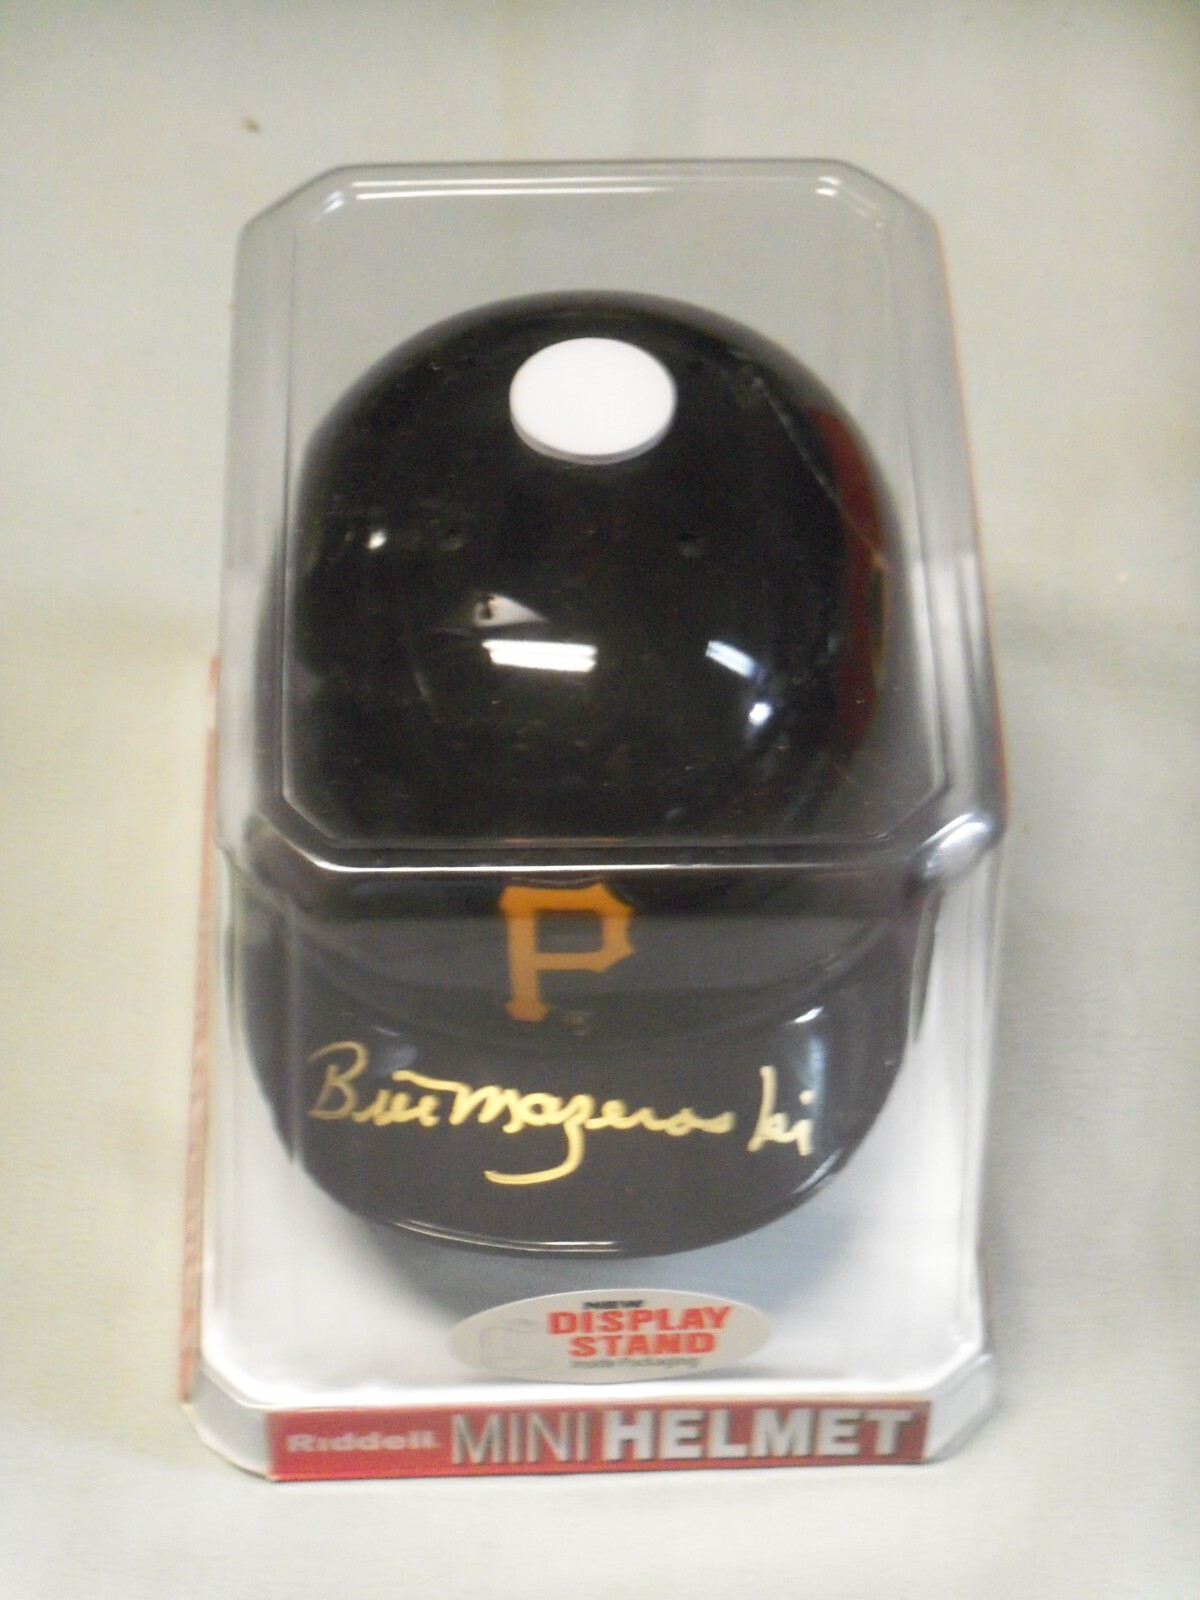 P
Bill Mazeroski
NEW
DISPLAY
STAND
Inside Packaging
Riddell MINI HELMET